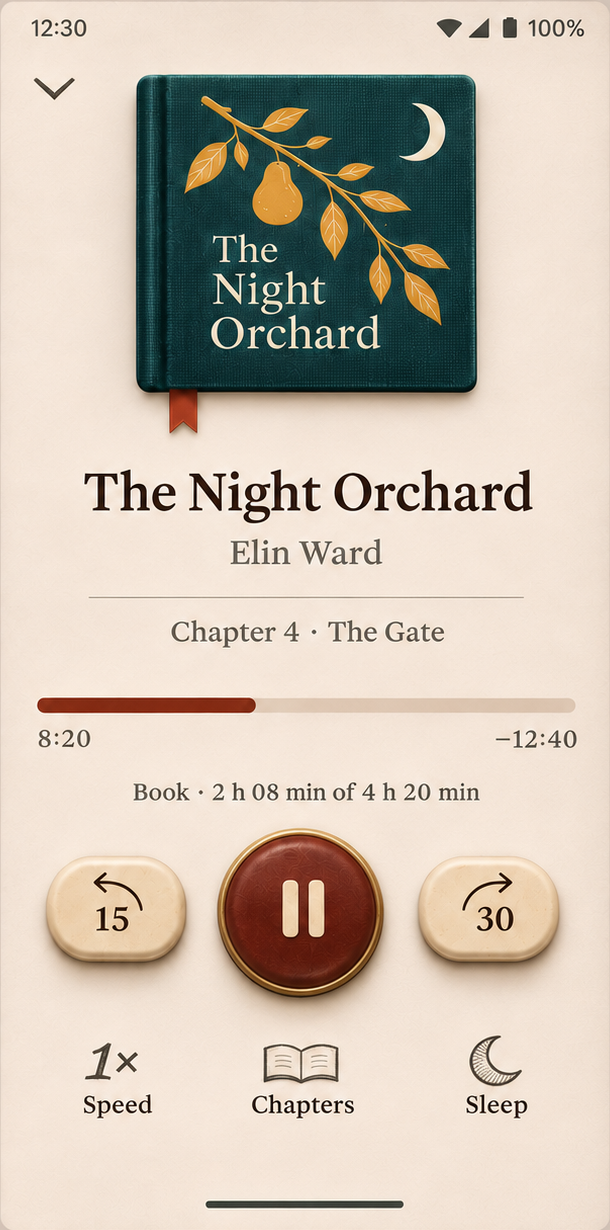 12:30 100%
The
Night
Orchard
The Night Orchard
Elin Ward
Chapter 4 · The Gate
8:20 −12:40
Book · 2 h 08 min of 4 h 20 min
15 30
1×
Speed Chapters Sleep